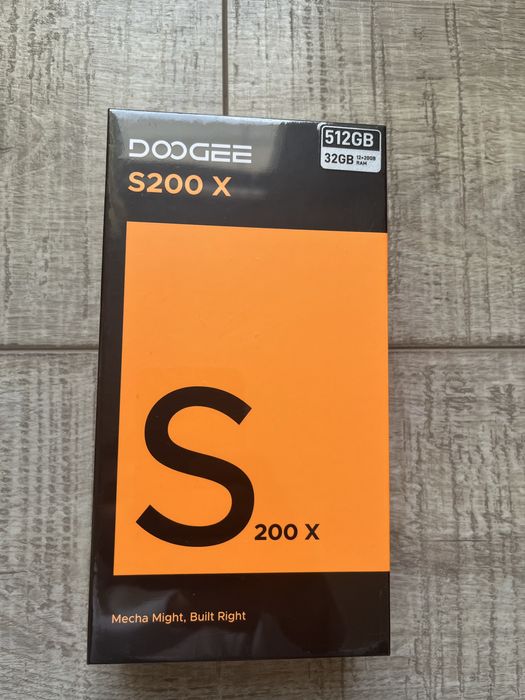 DOOGEE
S200 X
512GB
32GB 12+20GB
RAM
S 200 X
Mecha Might, Built Right